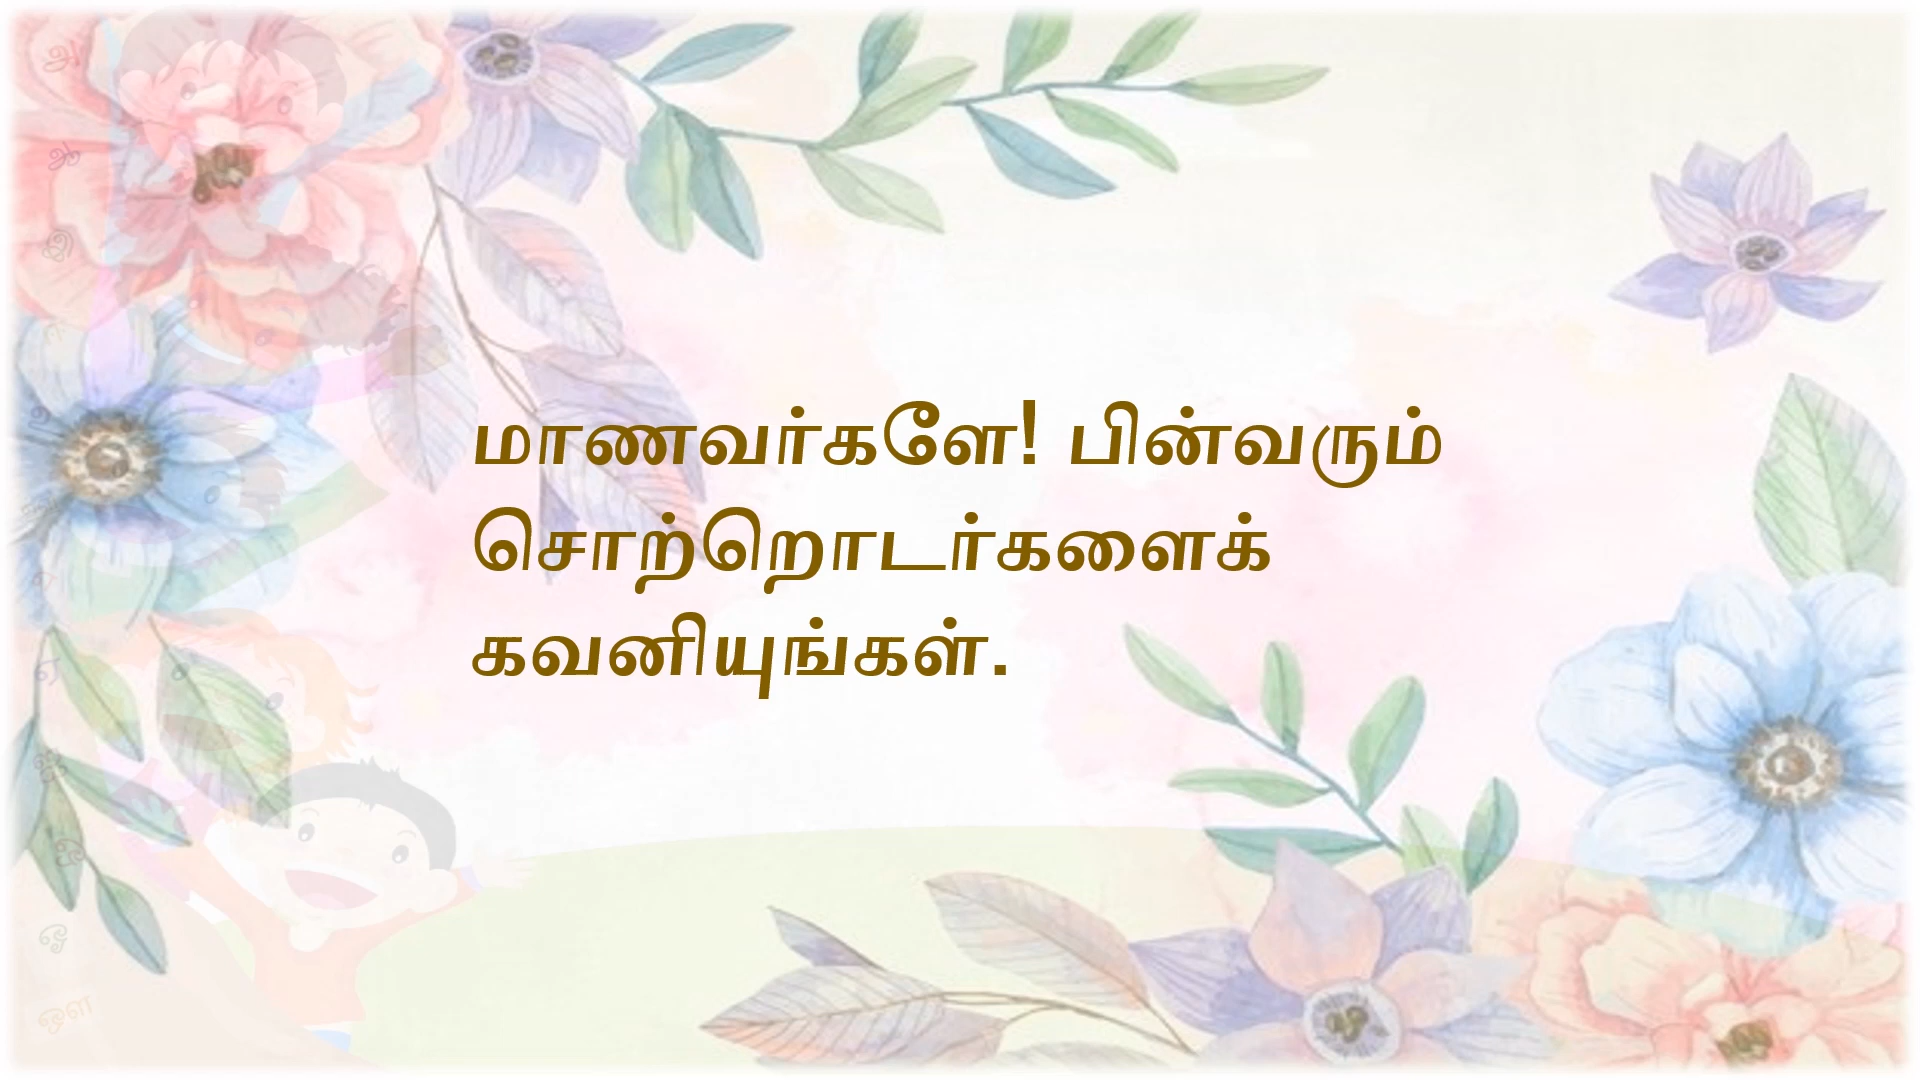 மாணவர்களே! பின்வரும்
சொற்றொடர்களைக்
கவனியுங்கள்.